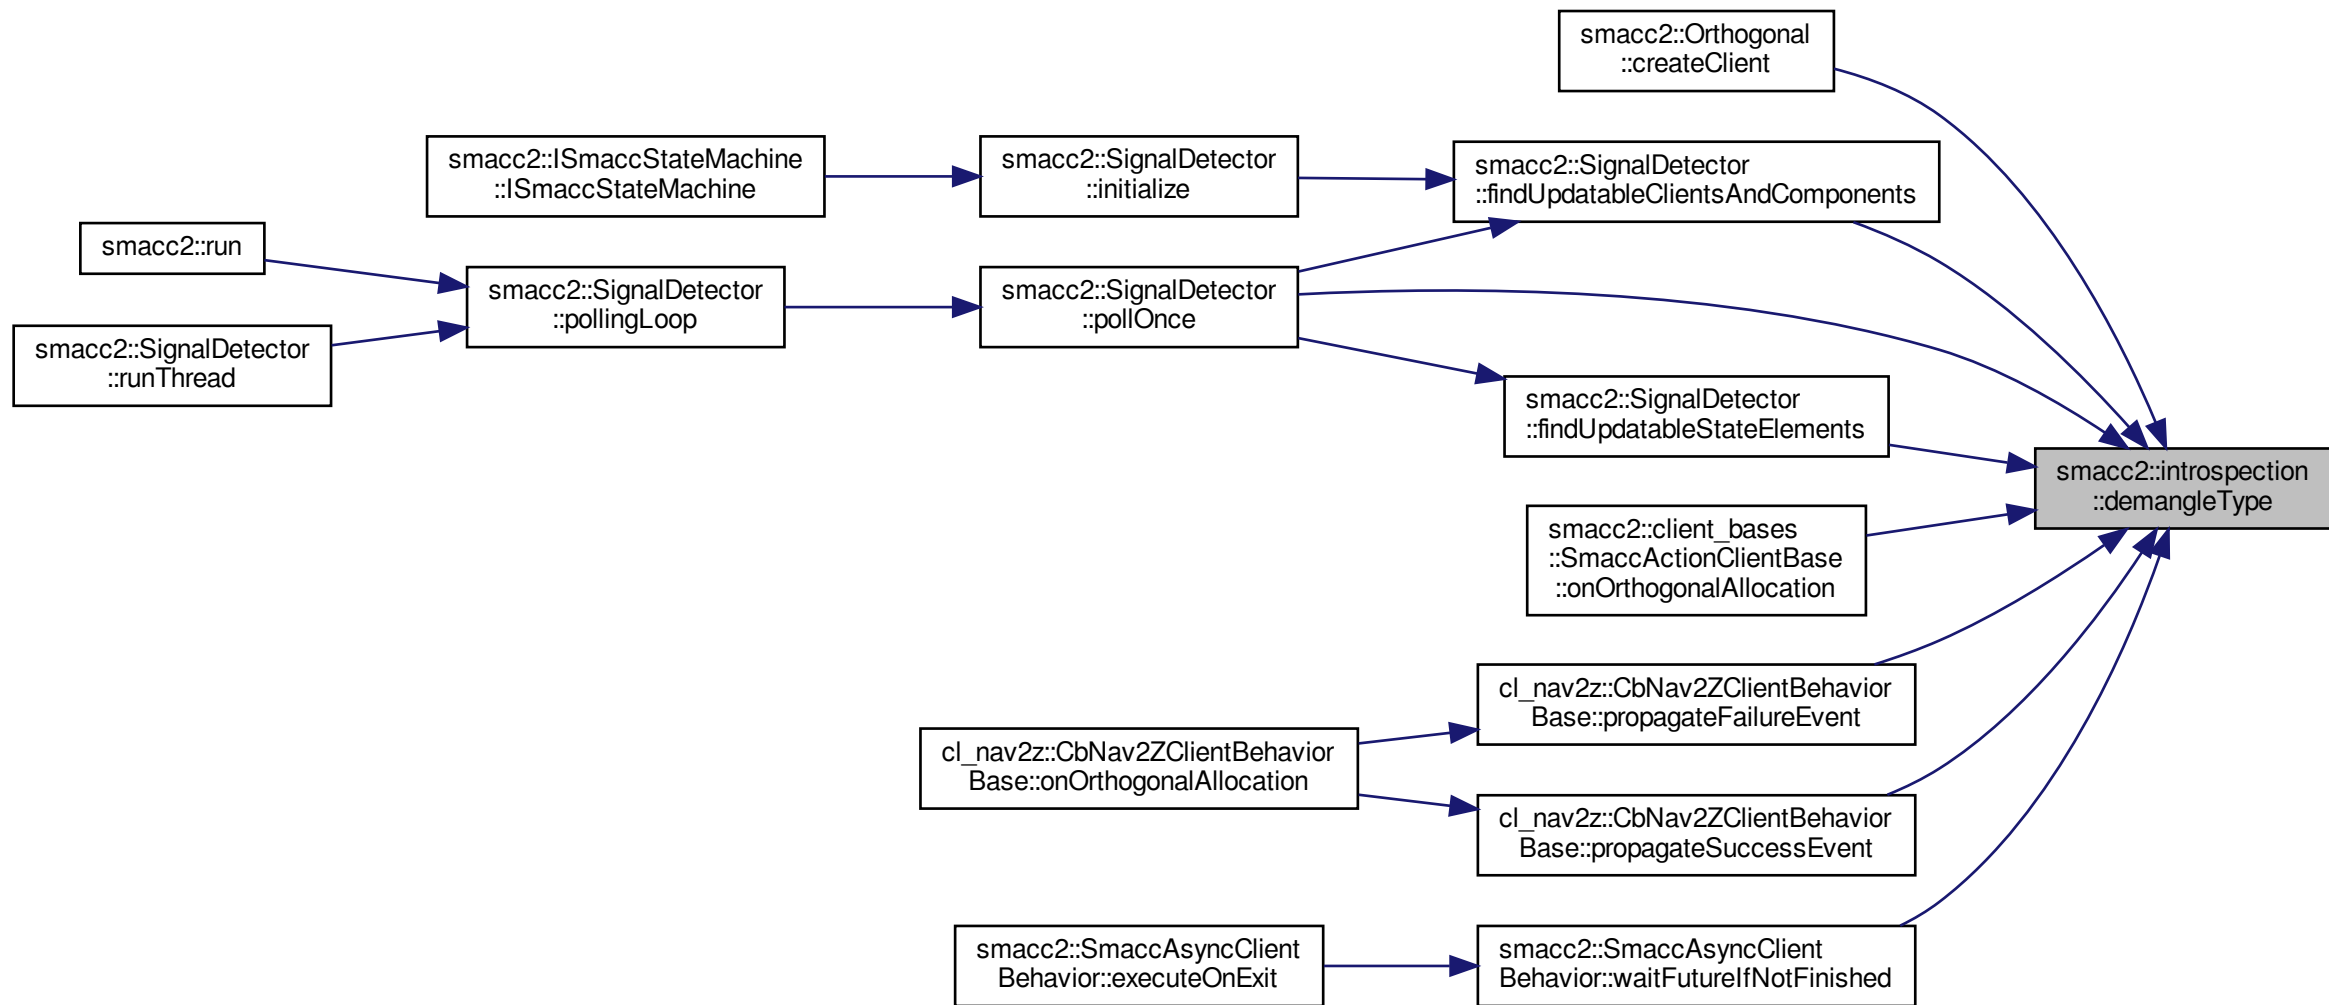 smacc2::Orthogonal
::createClient
smacc2::ISmaccStateMachine
::ISmaccStateMachine
smacc2::SignalDetector
::initialize
smacc2::SignalDetector
::findUpdatableClientsAndComponents
smacc2::run
smacc2::SignalDetector
::runThread
smacc2::SignalDetector
::pollingLoop
smacc2::SignalDetector
::pollOnce
smacc2::SignalDetector
::findUpdatableStateElements
smacc2::introspection
::demangleType
smacc2::client_bases
::SmaccActionClientBase
::onOrthogonalAllocation
cl_nav2z::CbNav2ZClientBehavior
Base::propagateFailureEvent
cl_nav2z::CbNav2ZClientBehavior
Base::onOrthogonalAllocation
cl_nav2z::CbNav2ZClientBehavior
Base::propagateSuccessEvent
smacc2::SmaccAsyncClient
Behavior::executeOnExit
smacc2::SmaccAsyncClient
Behavior::waitFutureIfNotFinished